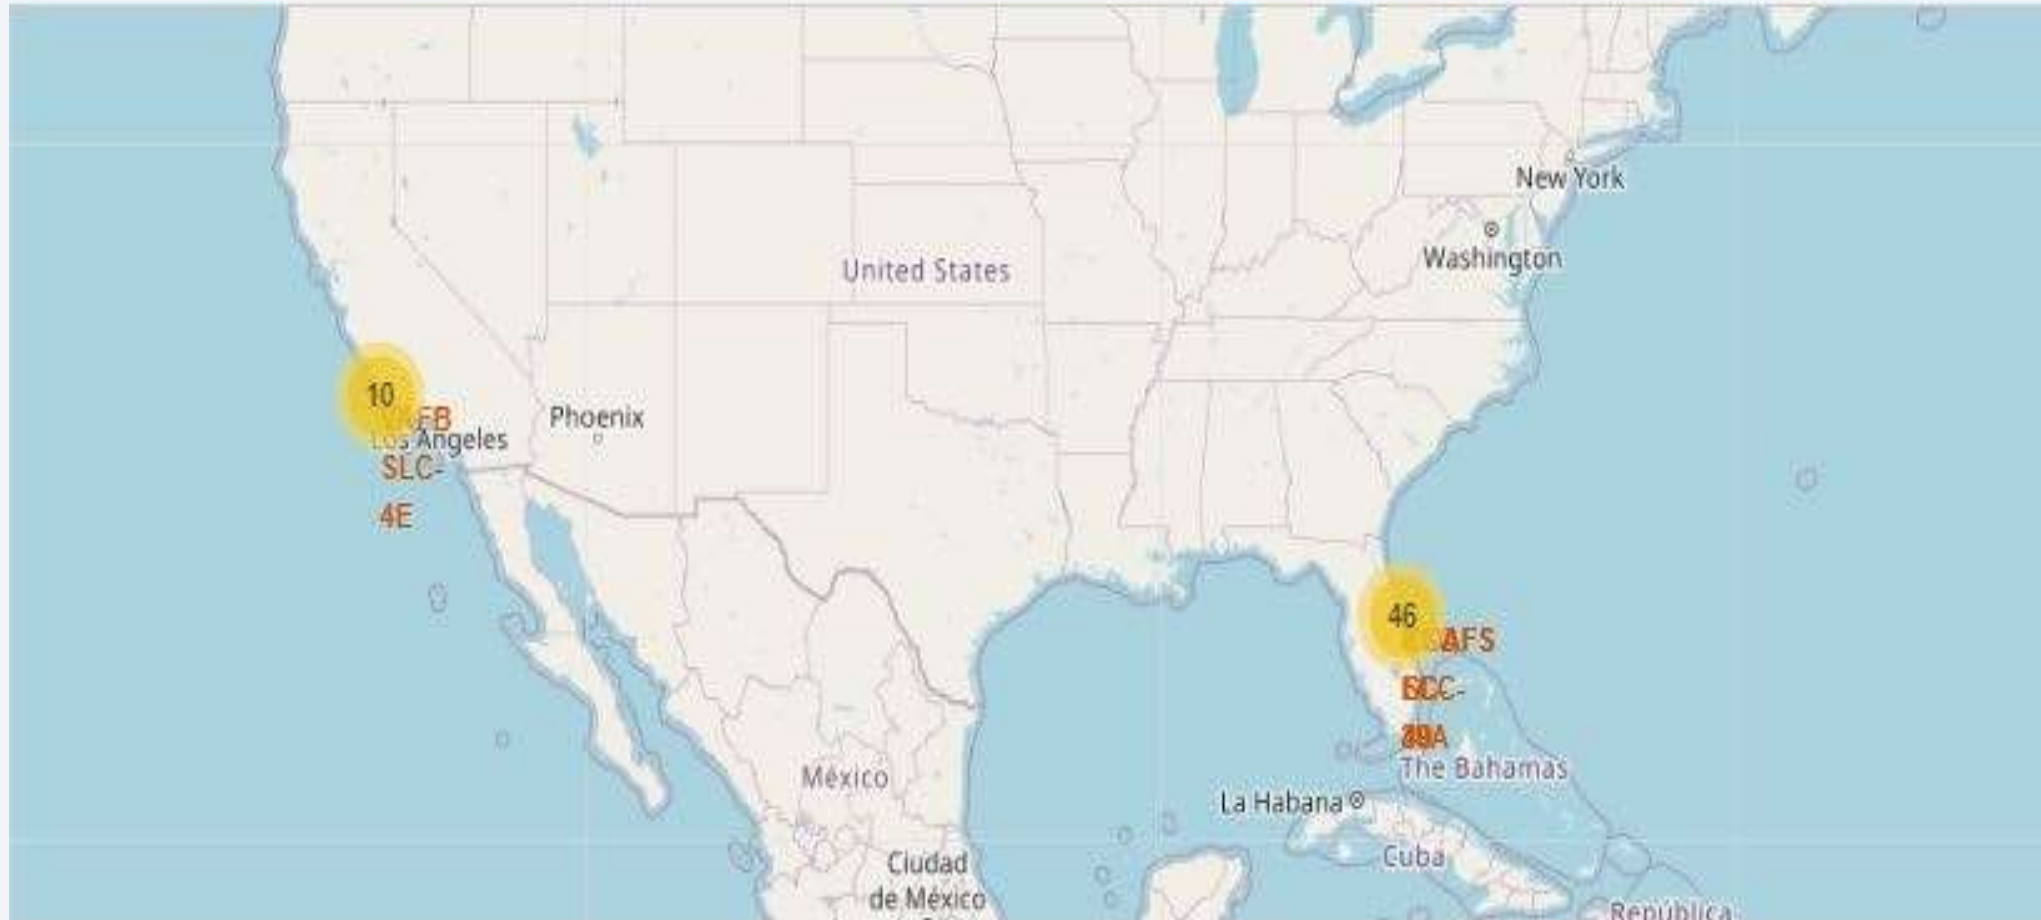 New York
Washington
United States
10
Phoenix
Los Angeles
SLC-
4E
46
México
The Bahamas
La Habana
Cuba
Ciudad
de México
República